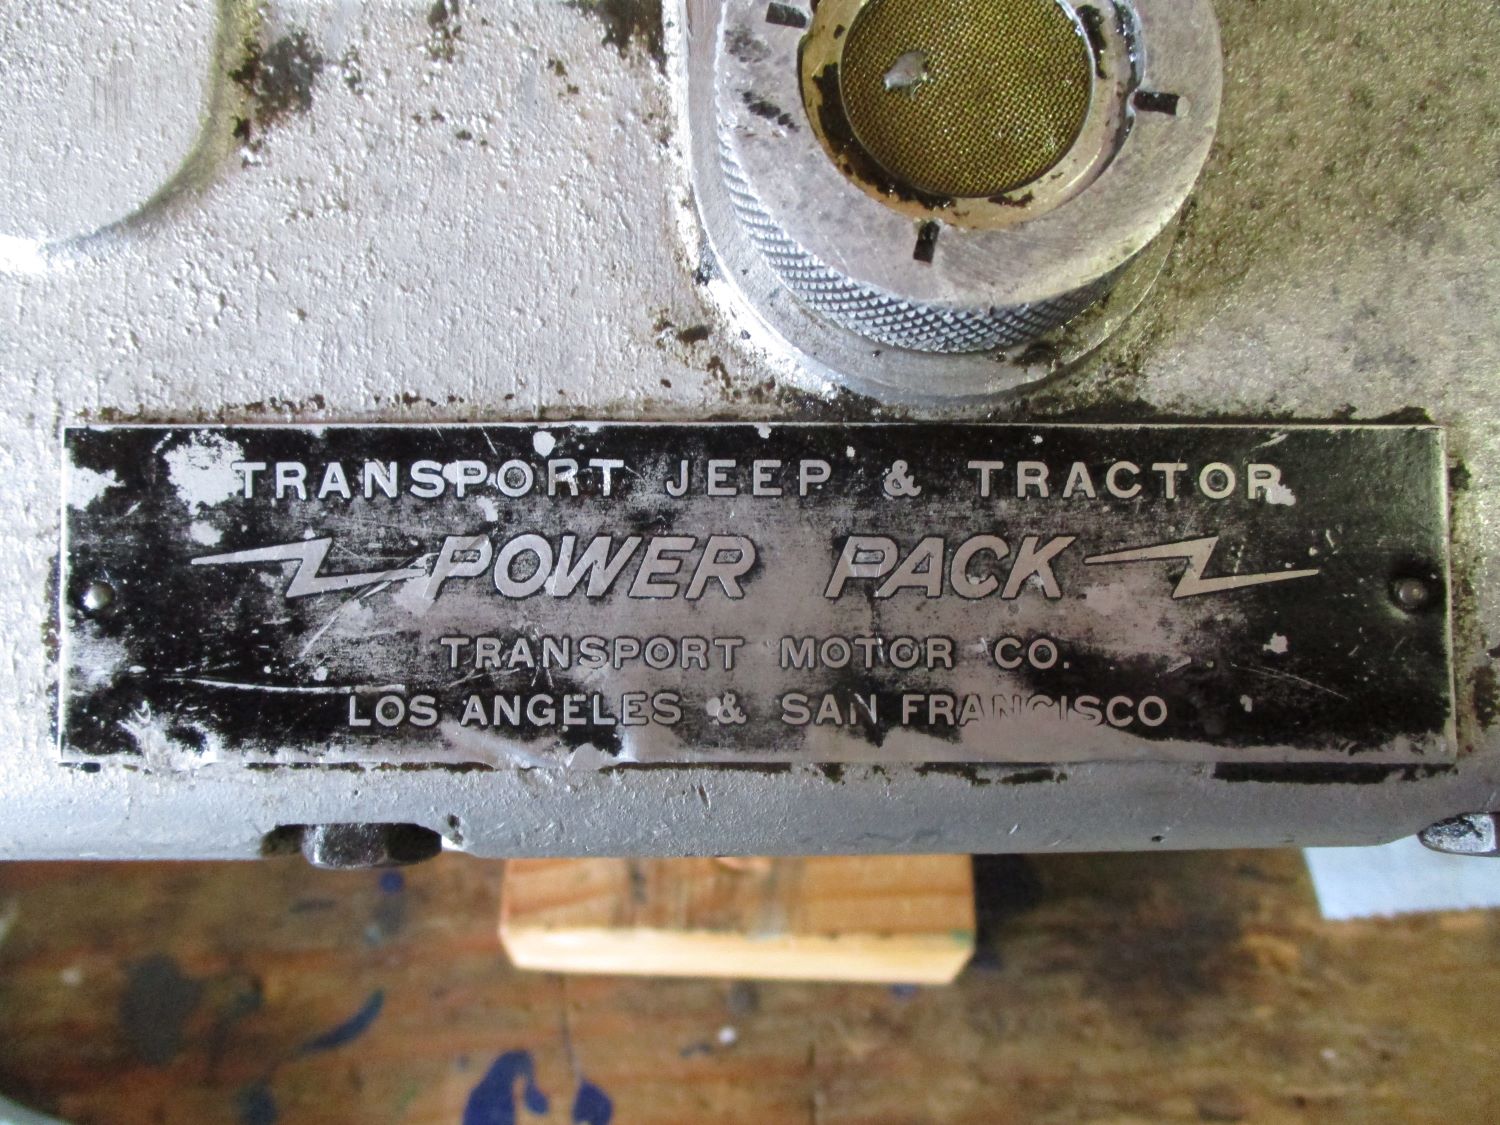 TRANSPORT JEEP & TRACTOR
POWER PACK
TRANSPORT MOTOR CO.
LOS ANGELES & SAN FRANCISCO